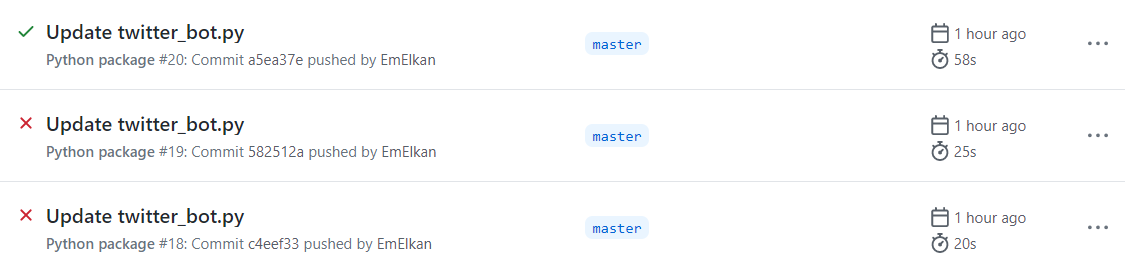 Update twitter_bot.py
Python package #20: Commit a5ea37e pushed by EmElkan
master
1 hour ago
58s
Update twitter_bot.py
Python package #19: Commit 582512a pushed by EmElkan
master
1 hour ago
25s
Update twitter_bot.py
Python package #18: Commit c4eef33 pushed by EmElkan
master
1 hour ago
20s